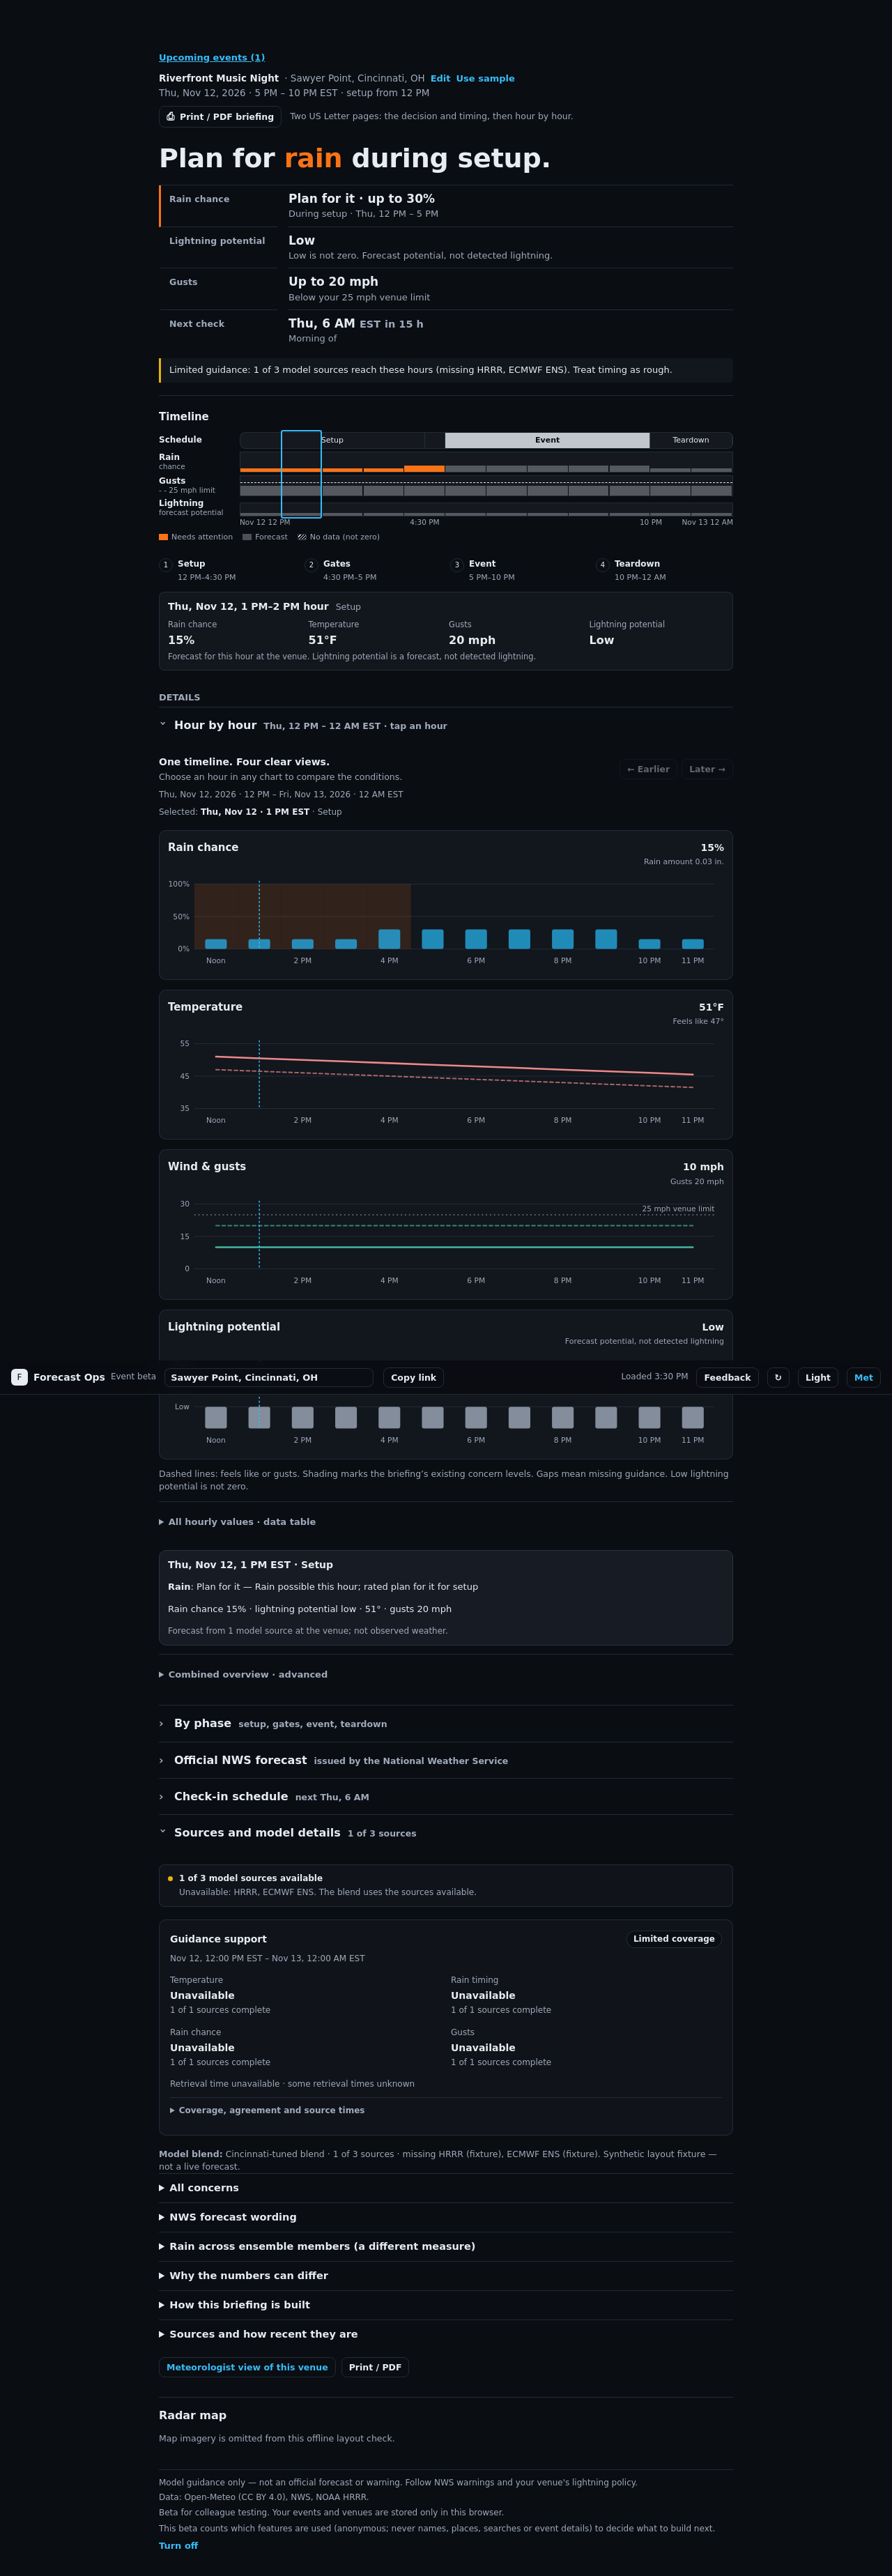 Upcoming events (1)
Riverfront Music Night · Sawyer Point, Cincinnati, OH Edit Use sample
Thu, Nov 12, 2026 · 5 PM – 10 PM EST · setup from 12 PM
⎙ Print / PDF briefing Two US Letter pages: the decision and timing, then hour by hour.
Plan for rain during setup.
Rain chance Plan for it · up to 30%
During setup · Thu, 12 PM – 5 PM
Lightning potential Low
Low is not zero. Forecast potential, not detected lightning.
Gusts Up to 20 mph
Below your 25 mph venue limit
Next check Thu, 6 AM EST in 15 h
Morning of
Limited guidance: 1 of 3 model sources reach these hours (missing HRRR, ECMWF ENS). Treat timing as rough.
Timeline
Schedule Setup Event Teardown
Rain
chance
Gusts
- - 25 mph limit
Lightning
forecast potential
Nov 12 12 PM 4:30 PM 10 PM Nov 13 12 AM
Needs attention Forecast No data (not zero)
1 Setup 2 Gates 3 Event 4 Teardown
12 PM–4:30 PM 4:30 PM–5 PM 5 PM–10 PM 10 PM–12 AM
Thu, Nov 12, 1 PM–2 PM hour Setup
Rain chance Temperature Gusts Lightning potential
15% 51°F 20 mph Low
Forecast for this hour at the venue. Lightning potential is a forecast, not detected lightning.
DETAILS
Hour by hour Thu, 12 PM – 12 AM EST · tap an hour
One timeline. Four clear views. ← Earlier Later →
Choose an hour in any chart to compare the conditions.
Thu, Nov 12, 2026 · 12 PM – Fri, Nov 13, 2026 · 12 AM EST
Selected: Thu, Nov 12 · 1 PM EST · Setup
Rain chance 15%
Rain amount 0.03 in.
100%
50%
0%
Noon 2 PM 4 PM 6 PM 8 PM 10 PM 11 PM
Temperature 51°F
Feels like 47°
55
45
35
Noon 2 PM 4 PM 6 PM 8 PM 10 PM 11 PM
Wind & gusts 10 mph
Gusts 20 mph
30
25 mph venue limit
15
0
Noon 2 PM 4 PM 6 PM 8 PM 10 PM 11 PM
Lightning potential Low
Forecast potential, not detected lightning
F Forecast Ops Event beta Sawyer Point, Cincinnati, OH Copy link Loaded 3:30 PM Feedback ↻ Light Met
Low
Noon 2 PM 4 PM 6 PM 8 PM 10 PM 11 PM
Dashed lines: feels like or gusts. Shading marks the briefing’s existing concern levels. Gaps mean missing guidance. Low lightning
potential is not zero.
All hourly values · data table
Thu, Nov 12, 1 PM EST · Setup
Rain: Plan for it — Rain possible this hour; rated plan for it for setup
Rain chance 15% · lightning potential low · 51° · gusts 20 mph
Forecast from 1 model source at the venue; not observed weather.
Combined overview · advanced
By phase setup, gates, event, teardown
Official NWS forecast issued by the National Weather Service
Check-in schedule next Thu, 6 AM
Sources and model details 1 of 3 sources
1 of 3 model sources available
Unavailable: HRRR, ECMWF ENS. The blend uses the sources available.
Guidance support Limited coverage
Nov 12, 12:00 PM EST – Nov 13, 12:00 AM EST
Temperature Rain timing
Unavailable Unavailable
1 of 1 sources complete 1 of 1 sources complete
Rain chance Gusts
Unavailable Unavailable
1 of 1 sources complete 1 of 1 sources complete
Retrieval time unavailable · some retrieval times unknown
Coverage, agreement and source times
Model blend: Cincinnati-tuned blend · 1 of 3 sources · missing HRRR (fixture), ECMWF ENS (fixture). Synthetic layout fixture —
not a live forecast.
All concerns
NWS forecast wording
Rain across ensemble members (a different measure)
Why the numbers can differ
How this briefing is built
Sources and how recent they are
Meteorologist view of this venue Print / PDF
Radar map
Map imagery is omitted from this offline layout check.
Model guidance only — not an official forecast or warning. Follow NWS warnings and your venue's lightning policy.
Data: Open-Meteo (CC BY 4.0), NWS, NOAA HRRR.
Beta for colleague testing. Your events and venues are stored only in this browser.
This beta counts which features are used (anonymous; never names, places, searches or event details) to decide what to build next.
Turn off